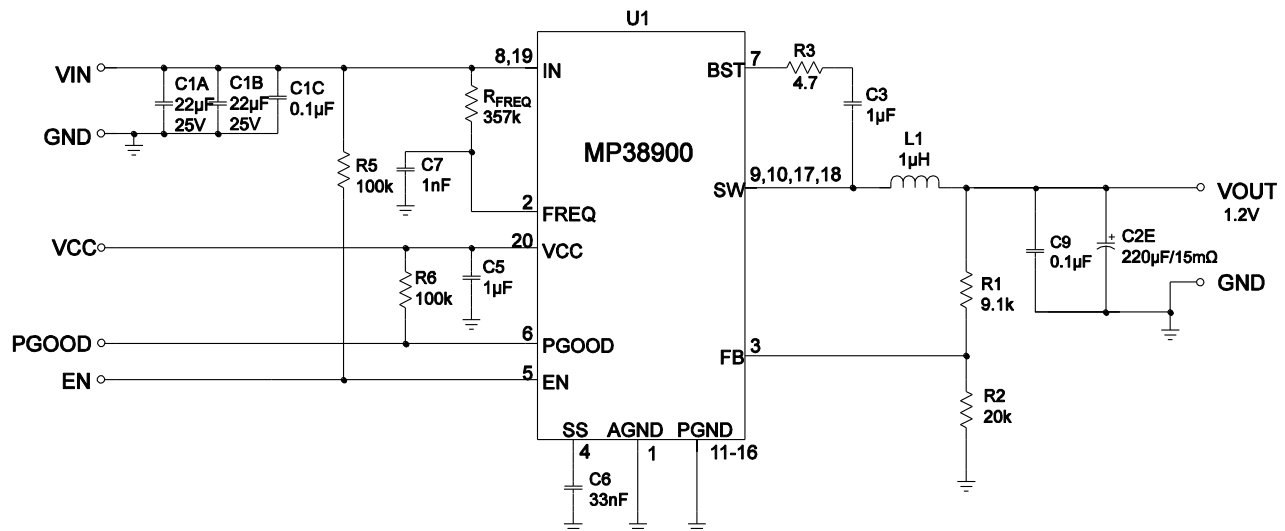 U1
MP38900
VIN
GND
C1A
22µF
25V
C1B
22µF
25V
C1C
0.1µF
R5
100k
RFREQ
357k
C7
1nF
8,19
IN
2
FREQ
VCC
20
VCC
R6
100k
C5
1µF
PGOOD
6
PGOOD
EN
5
EN
SS
4
AGND
1
PGND
11-16
C6
33nF
BST
7
R3
4.7
C3
1µF
SW
9,10,17,18
L1
1µH
VOUT
1.2V
C9
0.1µF
C2E
+
220µF/15mΩ
GND
R1
9.1k
FB
3
R2
20k